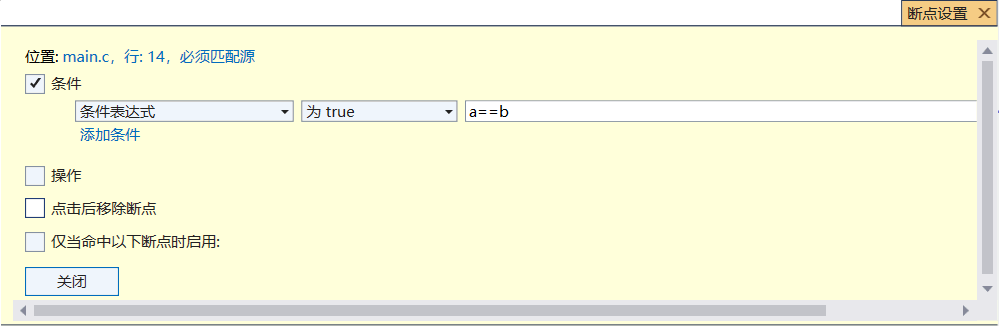 断点设置
位置: main.c，行: 14，必须匹配源
条件
条件表达式 为 true a==b
添加条件
操作
点击后移除断点
仅当命中以下断点时启用:
关闭